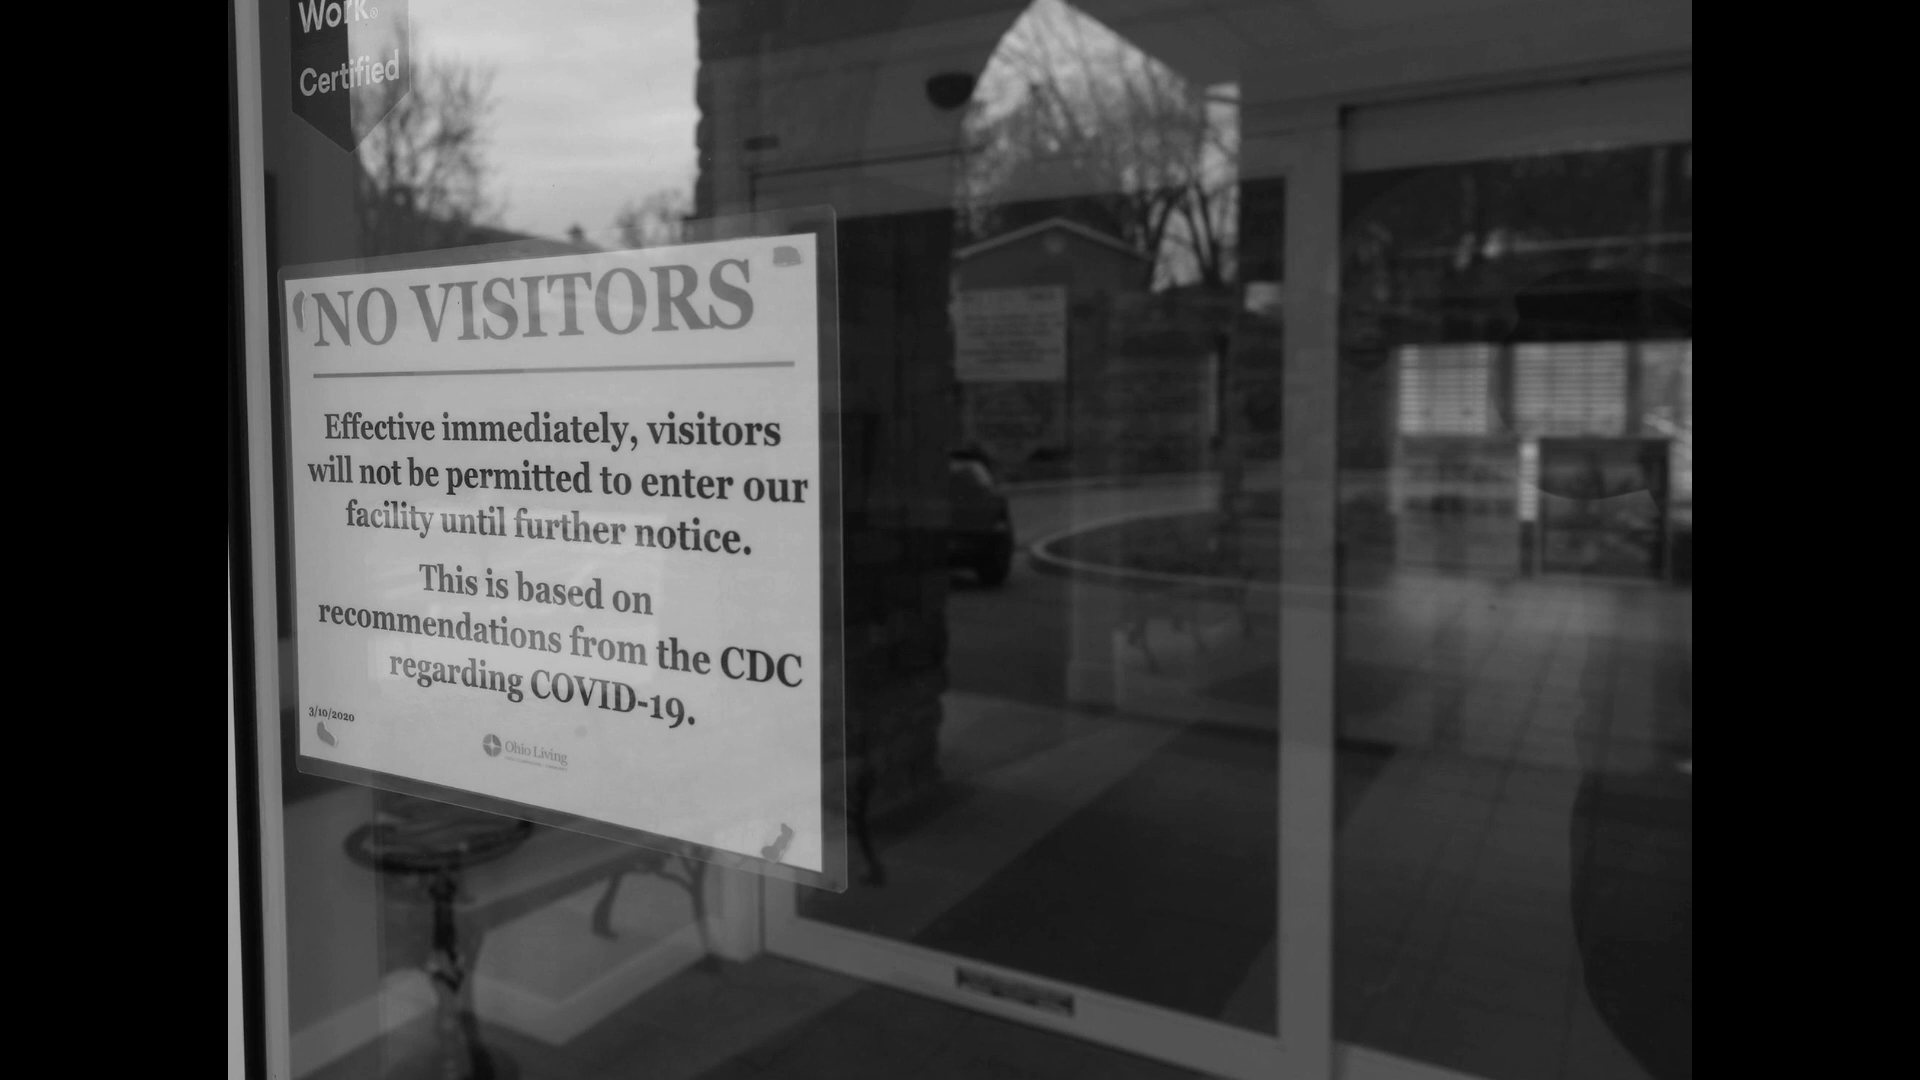 Work®
Certified
NO VISITORS
Effective immediately, visitors
will not be permitted to enter our
facility until further notice.
This is based on
recommendations from the CDC
regarding COVID-19.
3/10/2020
Ohio Living